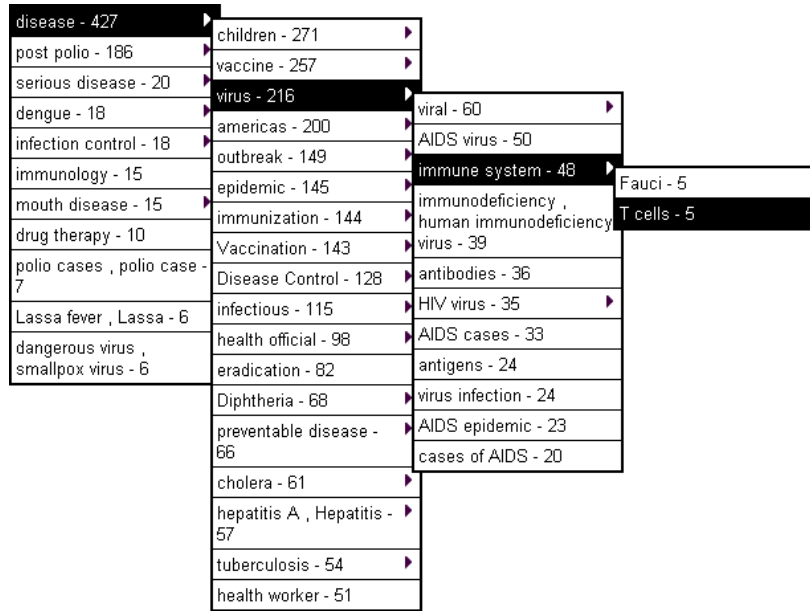 disease - 427
post polio - 186
serious disease - 20
dengue - 18
infection control - 18
immunology - 15
mouth disease - 15
drug therapy - 10
polio cases , polio case -
7
Lassa fever , Lassa - 6
dangerous virus ,
smallpox virus - 6
children - 271
vaccine - 257
virus - 216
americas - 200
outbreak - 149
epidemic - 145
immunization - 144
Vaccination - 143
Disease Control - 128
infectious - 115
health official - 98
eradication - 82
Diphtheria - 68
preventable disease -
66
cholera - 61
hepatitis A , Hepatitis -
57
tuberculosis - 54
health worker - 51
viral - 60
AIDS virus - 50
immune system - 48
immunodeficiency ,
human immunodeficiency
virus - 39
antibodies - 36
HIV virus - 35
AIDS cases - 33
antigens - 24
virus infection - 24
AIDS epidemic - 23
cases of AIDS - 20
Fauci - 5
T cells - 5